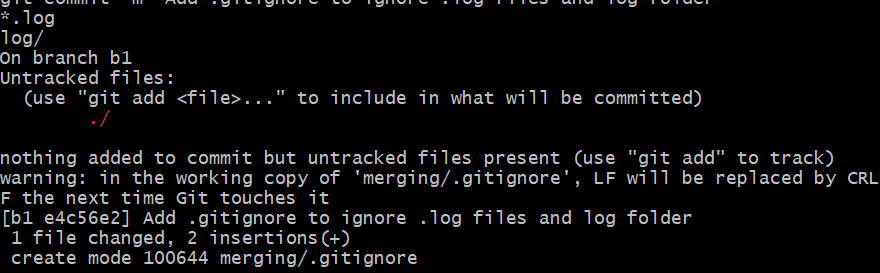 git commit -m "Add .gitignore to ignore .log files and log folder"
*.log
log/
On branch b1
Untracked files:
  (use "git add <file>..." to include in what will be committed)
        ./

nothing added to commit but untracked files present (use "git add" to track)
warning: in the working copy of 'merging/.gitignore', LF will be replaced by CRL
F the next time Git touches it
[b1 e4c56e2] Add .gitignore to ignore .log files and log folder
 1 file changed, 2 insertions(+)
 create mode 100644 merging/.gitignore